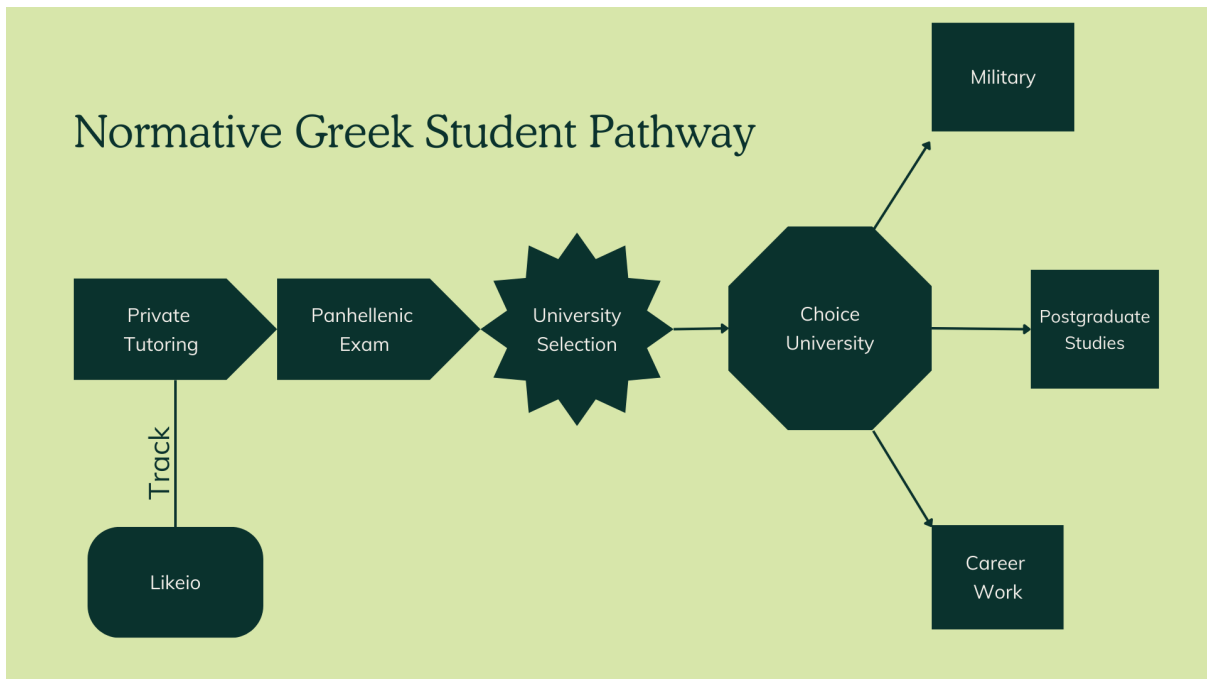 Normative Greek Student Pathway
Military
Private
Tutoring
Panhellenic
Exam
University
Selection
Choice
University
Postgraduate
Studies
Track
Likeio
Career
Work